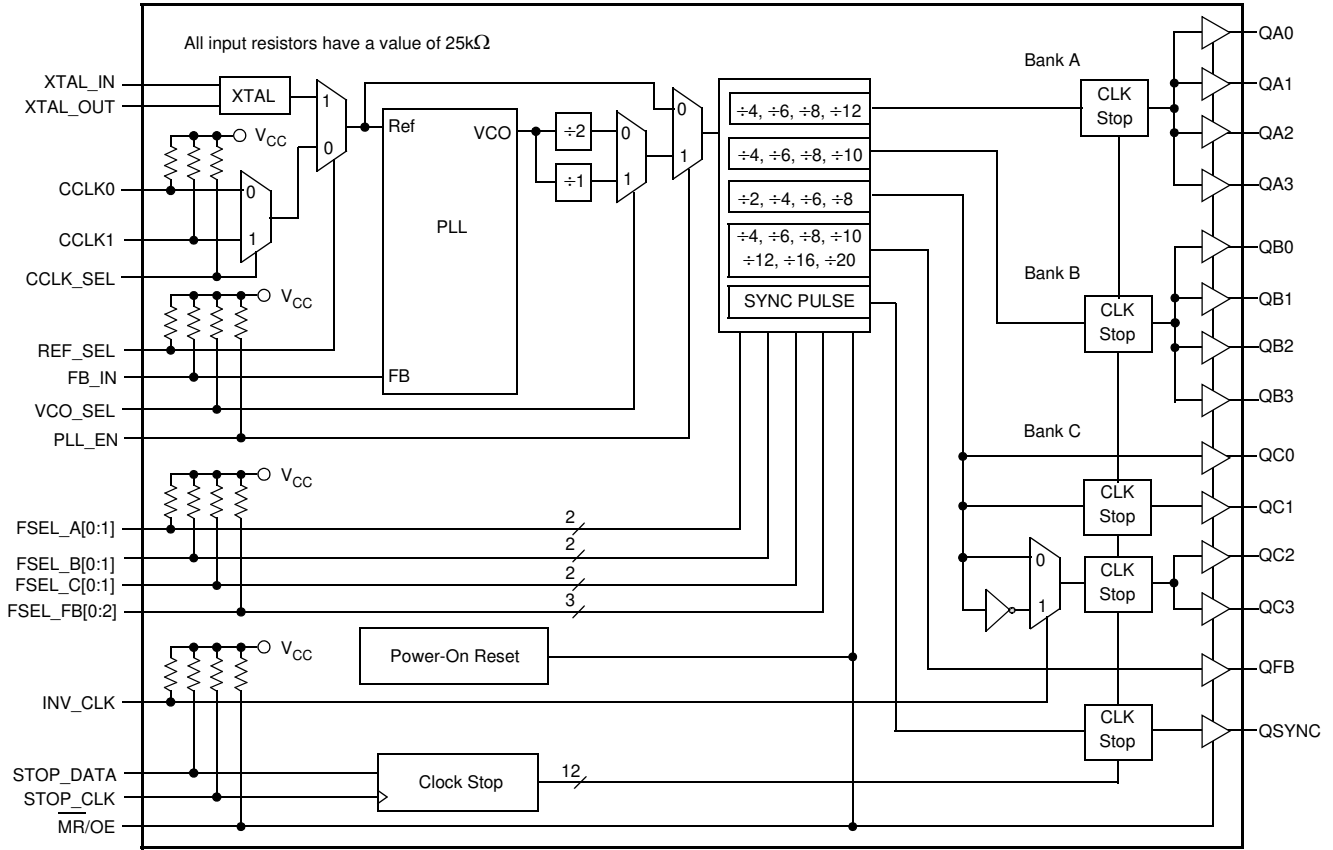 All input resistors have a value of 25kΩ
XTAL_IN
XTAL_OUT
XTAL
1
0
VCC
CCLK0
CCLK1
CCLK_SEL
0
1
VCC
REF_SEL
FB_IN
VCO_SEL
PLL_EN
Ref
VCO
PLL
FB
÷2
÷1
0
1
0
1
÷4, ÷6, ÷8, ÷12
÷4, ÷6, ÷8, ÷10
÷2, ÷4, ÷6, ÷8
÷4, ÷6, ÷8, ÷10
÷12, ÷16, ÷20
SYNC PULSE
Bank A
CLK
Stop
QA0
QA1
QA2
QA3
Bank B
CLK
Stop
QB0
QB1
QB2
QB3
Bank C
QC0
CLK
Stop
QC1
0
1
CLK
Stop
QC2
QC3
QFB
CLK
Stop
QSYNC
VCC
FSEL_A[0:1]
2
FSEL_B[0:1]
2
FSEL_C[0:1]
2
FSEL_FB[0:2]
3
VCC
Power-On Reset
INV_CLK
STOP_DATA
STOP_CLK
MR/OE
Clock Stop
12